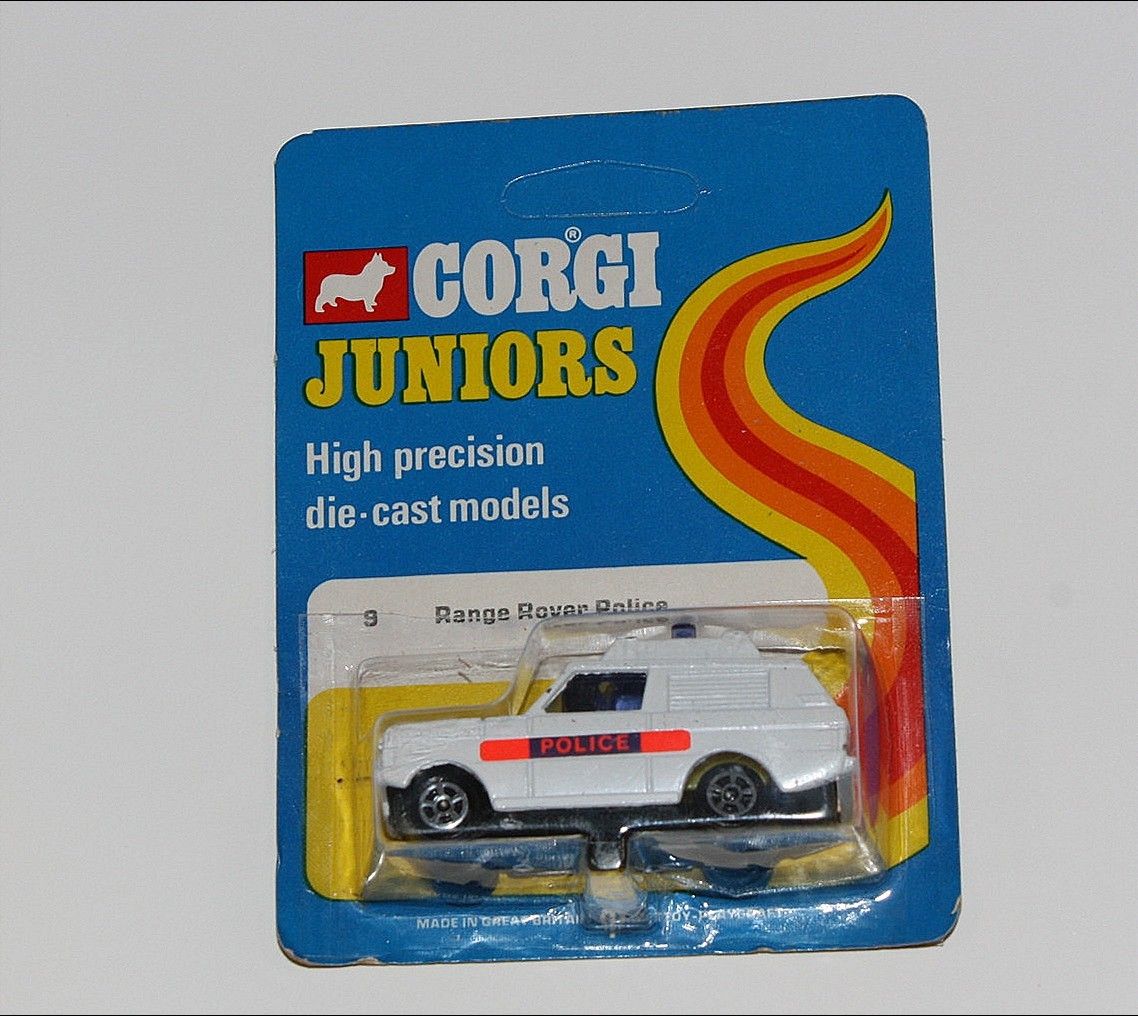 CORGI®
JUNIORS
High precision
die-cast models
9 Range Rover Police
POLICE
MADE IN GREAT BRITAIN